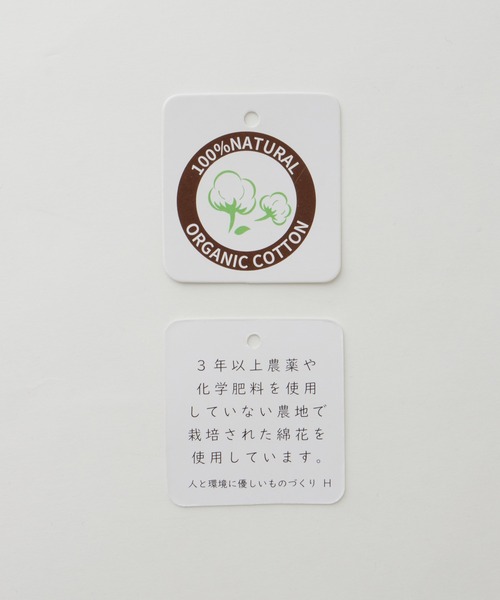 100%NATURAL
ORGANIC COTTON
3年以上農薬や
化学肥料を使用
していない農地で
栽培された綿花を
使用しています。
人と環境に優しいものづくり H